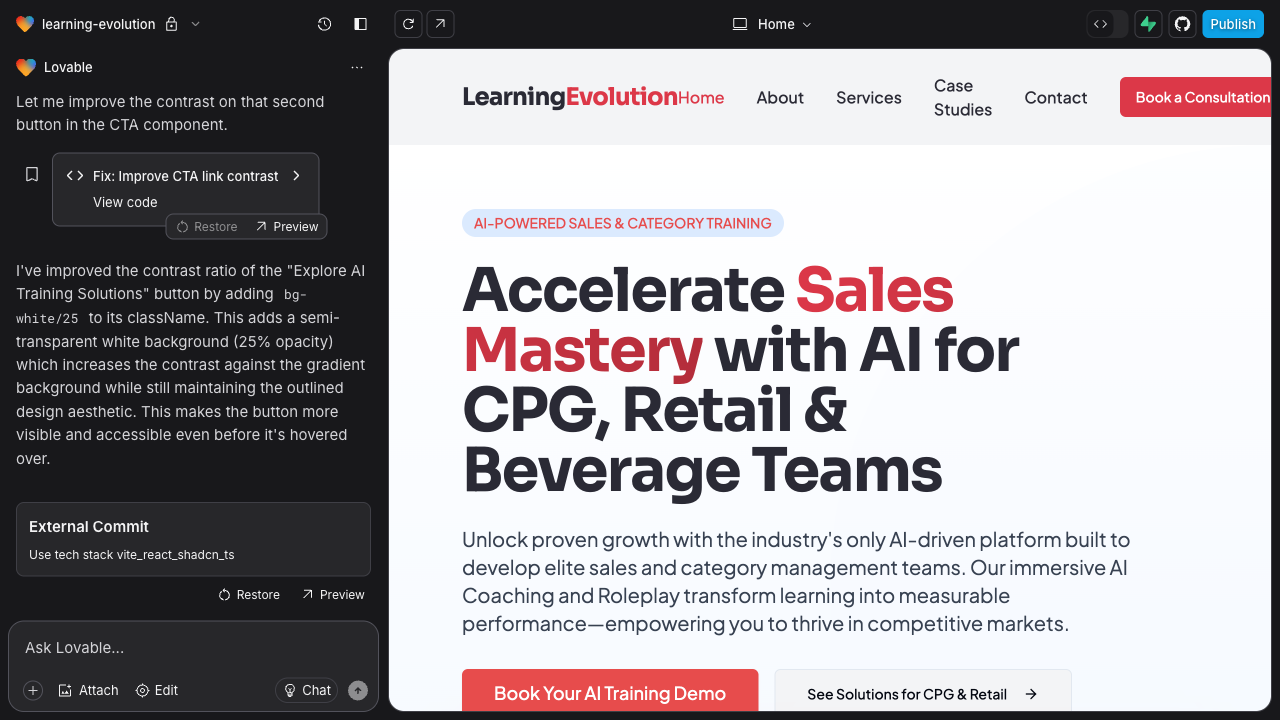 learning-evolution
Home
Publish
Lovable
Let me improve the contrast on that second
button in the CTA component.
Fix: Improve CTA link contrast
View code
Restore
Preview
I've improved the contrast ratio of the "Explore AI
Training Solutions" button by adding bg-
white/25 to its className. This adds a semi-
transparent white background (25% opacity)
which increases the contrast against the gradient
background while still maintaining the outlined
design aesthetic. This makes the button more
visible and accessible even before it's hovered
over.
External Commit
Use tech stack vite_react_shadcn_ts
Restore
Preview
Ask Lovable...
Attach
Edit
Chat
LearningEvolution
Home
About
Services
Case
Studies
Contact
Book a Consultation
AI-POWERED SALES & CATEGORY TRAINING
Accelerate Sales
Mastery with AI for
CPG, Retail &
Beverage Teams
Unlock proven growth with the industry's only AI-driven platform built to
develop elite sales and category management teams. Our immersive AI
Coaching and Roleplay transform learning into measurable
performance—empowering you to thrive in competitive markets.
Book Your AI Training Demo
See Solutions for CPG & Retail